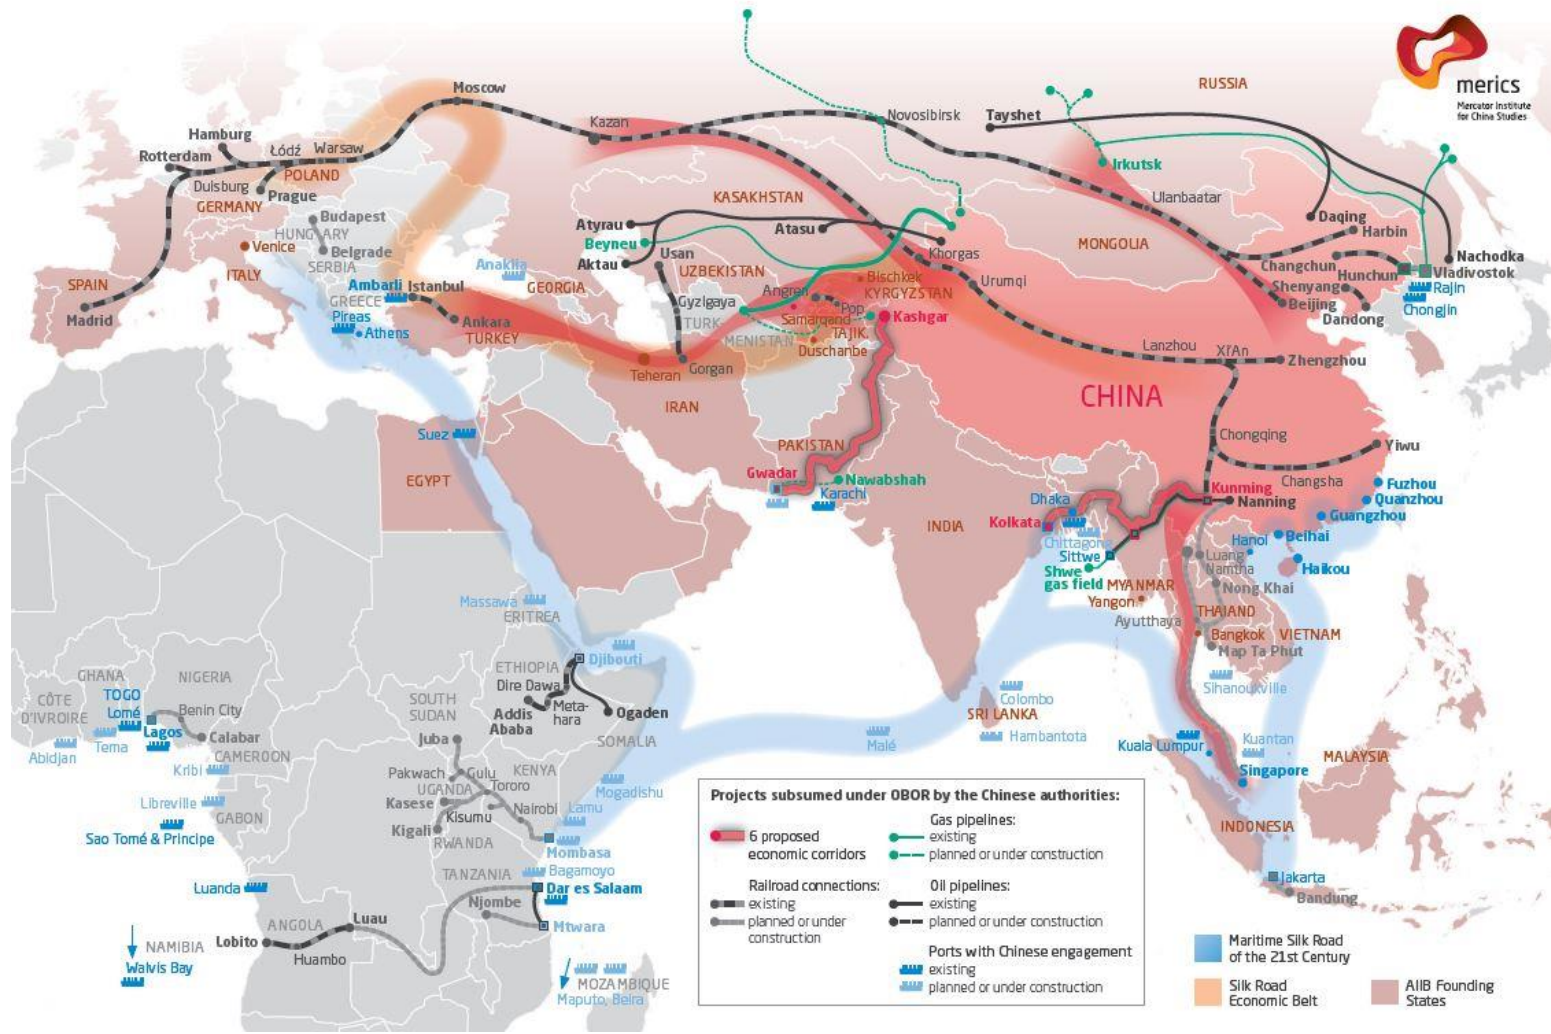 merics
Mercator Institute
for China Studies
RUSSIA
Moscow
Kazan
Novosibirsk
Tayshet
Hamburg
Rotterdam
Łódź
Warsaw
Duisburg
POLAND
Prague
GERMANY
Irkutsk
Ulanbaatar
KASAKHSTAN
Budapest
HUNGARY
Belgrade
SERBIA
Venice
ITALY
Atyrau
Beyneu
Aktau
Atasu
Usan
Khorgas
MONGOLIA
Daqing
Harbin
Changchun
Hunchun
Nachodka
Vladivostok
Rajin
Chongjin
Shenyang
Beijing
Dandong
SPAIN
Madrid
Anaklia
GEORGIA
UZBEKISTAN
Bischkek
KYRGYZSTAN
Urumqi
Ambarli
Istanbul
GREECE
Pireas
Athens
Ankara
TURKEY
Gyzlgaya
TURK-
MENISTAN
Angren
Pop
Samarqand
TAJIK.
Duschanbe
Kashgar
Teheran
Gorgan
Lanzhou
Xi'An
Zhengzhou
IRAN
CHINA
Suez
EGYPT
PAKISTAN
Gwadar
Nawabshah
Karachi
Chongqing
Yiwu
Changsha
Fuzhou
Quanzhou
Guangzhou
Kunming
Nanning
Beihai
Haikou
Hanoi
INDIA
Dhaka
Kolkata
Chittagong
Sittwe
Shwe
gas field
MYANMAR
Yangon
Luang
Namtha
Nong Khai
THAILAND
Ayutthaya
Bangkok
Map Ta Phut
VIETNAM
Sihanoukville
Massawa
ERITREA
Djibouti
ETHIOPIA
Dire Dawa
Meta-
hara
Addis
Ababa
Ogaden
SOMALIA
SOUTH
SUDAN
Juba
GHANA
NIGERIA
CÔTE
D'IVROIRE
TOGO
Lomé
Lagos
Benin City
Calabar
Tema
Abidjan
CAMEROON
Kribi
Libreville
GABON
Sao Tomé & Principe
Pakwach
Gulu
Tororo
KENYA
UGANDA
Kasese
Kisumu
Nairobi
Kigali
RWANDA
Mogadishu
Lamu
Mombasa
Bagamoyo
TANZANIA
Dar es Salaam
Njombe
Mtwara
Luanda
ANGOLA
Luau
Lobito
Huambo
NAMIBIA
Walvis Bay
MOZAMBIQUE
Maputo, Beira
Malé
Colombo
SRI LANKA
Hambantota
Kuala Lumpur
Kuantan
Singapore
MALAYSIA
INDONESIA
Jakarta
Bandung
Projects subsumed under OBOR by the Chinese authorities:
6 proposed
economic corridors
Gas pipelines:
existing
planned or under construction
Railroad connections:
existing
planned or under
construction
Oil pipelines:
existing
planned or under construction
Ports with Chinese engagement
existing
planned or under construction
Maritime Silk Road
of the 21st Century
Silk Road
Economic Belt
AIIB Founding
States